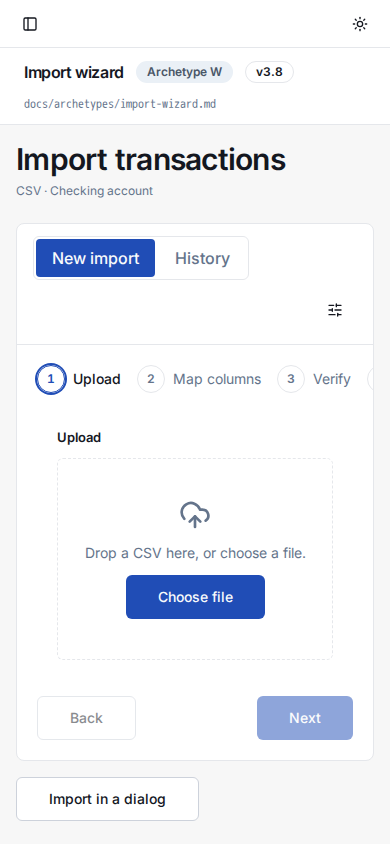 Import wizard Archetype W v3.8
docs/archetypes/import-wizard.md
Import transactions
CSV · Checking account
New import History
1 Upload 2 Map columns 3 Verify
Upload
Drop a CSV here, or choose a file.
Choose file
Back Next
Import in a dialog